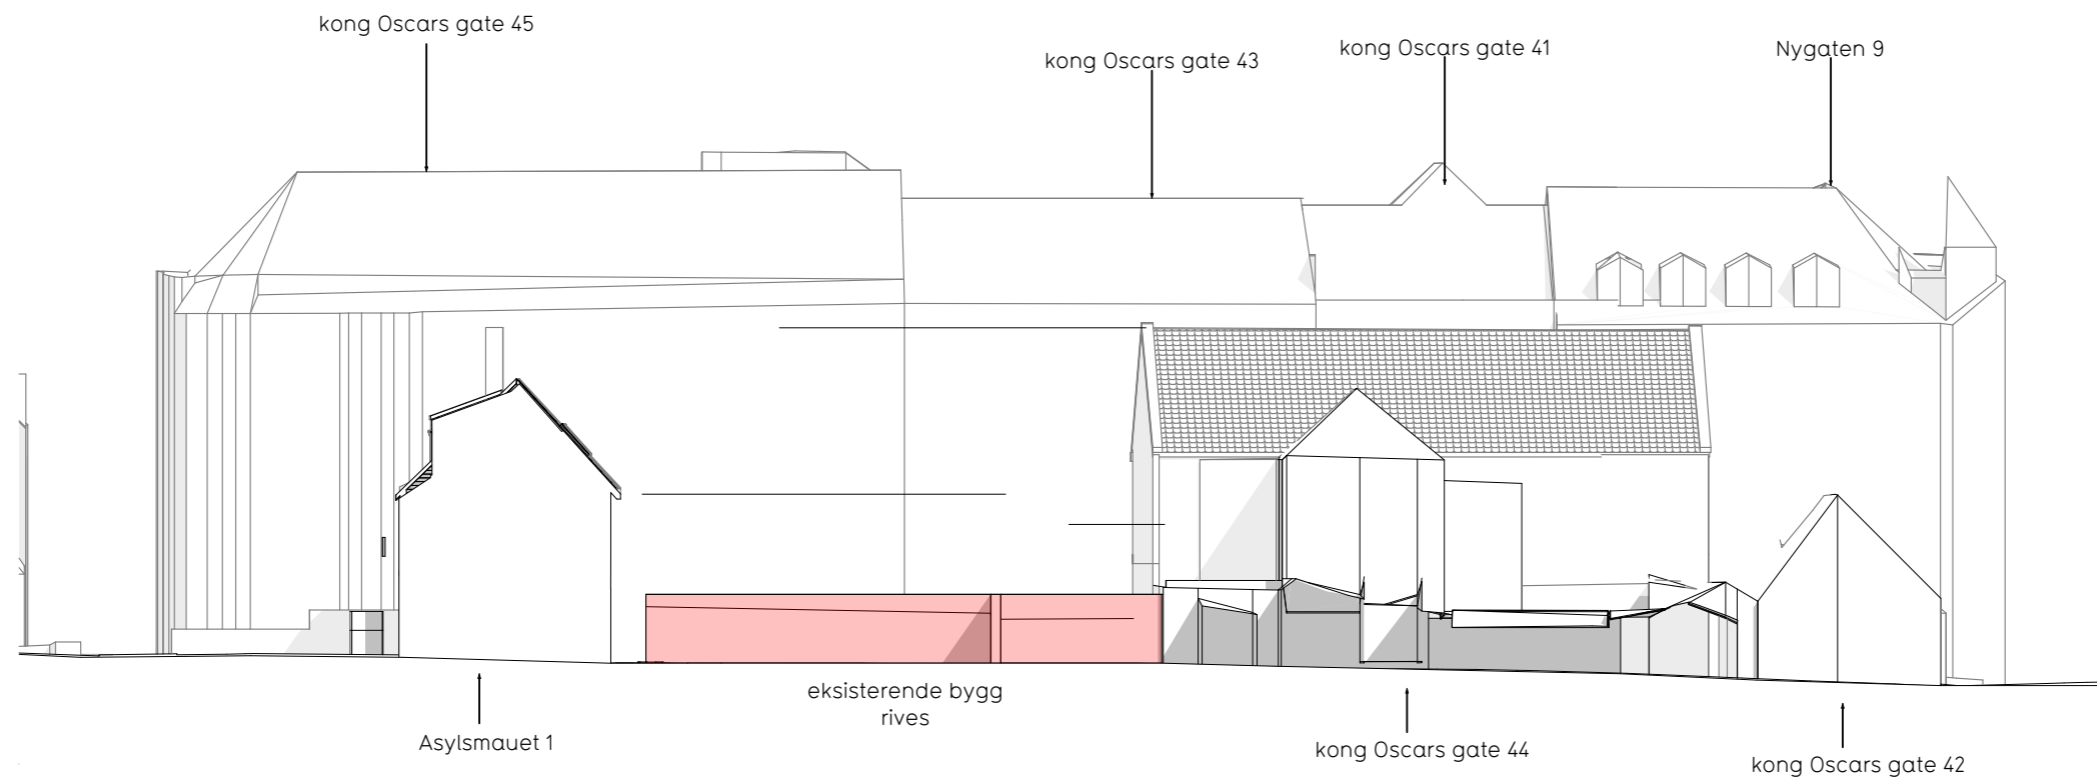 kong Oscars gate 45
kong Oscars gate 43
kong Oscars gate 41
Nygaten 9
eksisterende bygg
rives
Asylsmauet 1
kong Oscars gate 44
kong Oscars gate 42